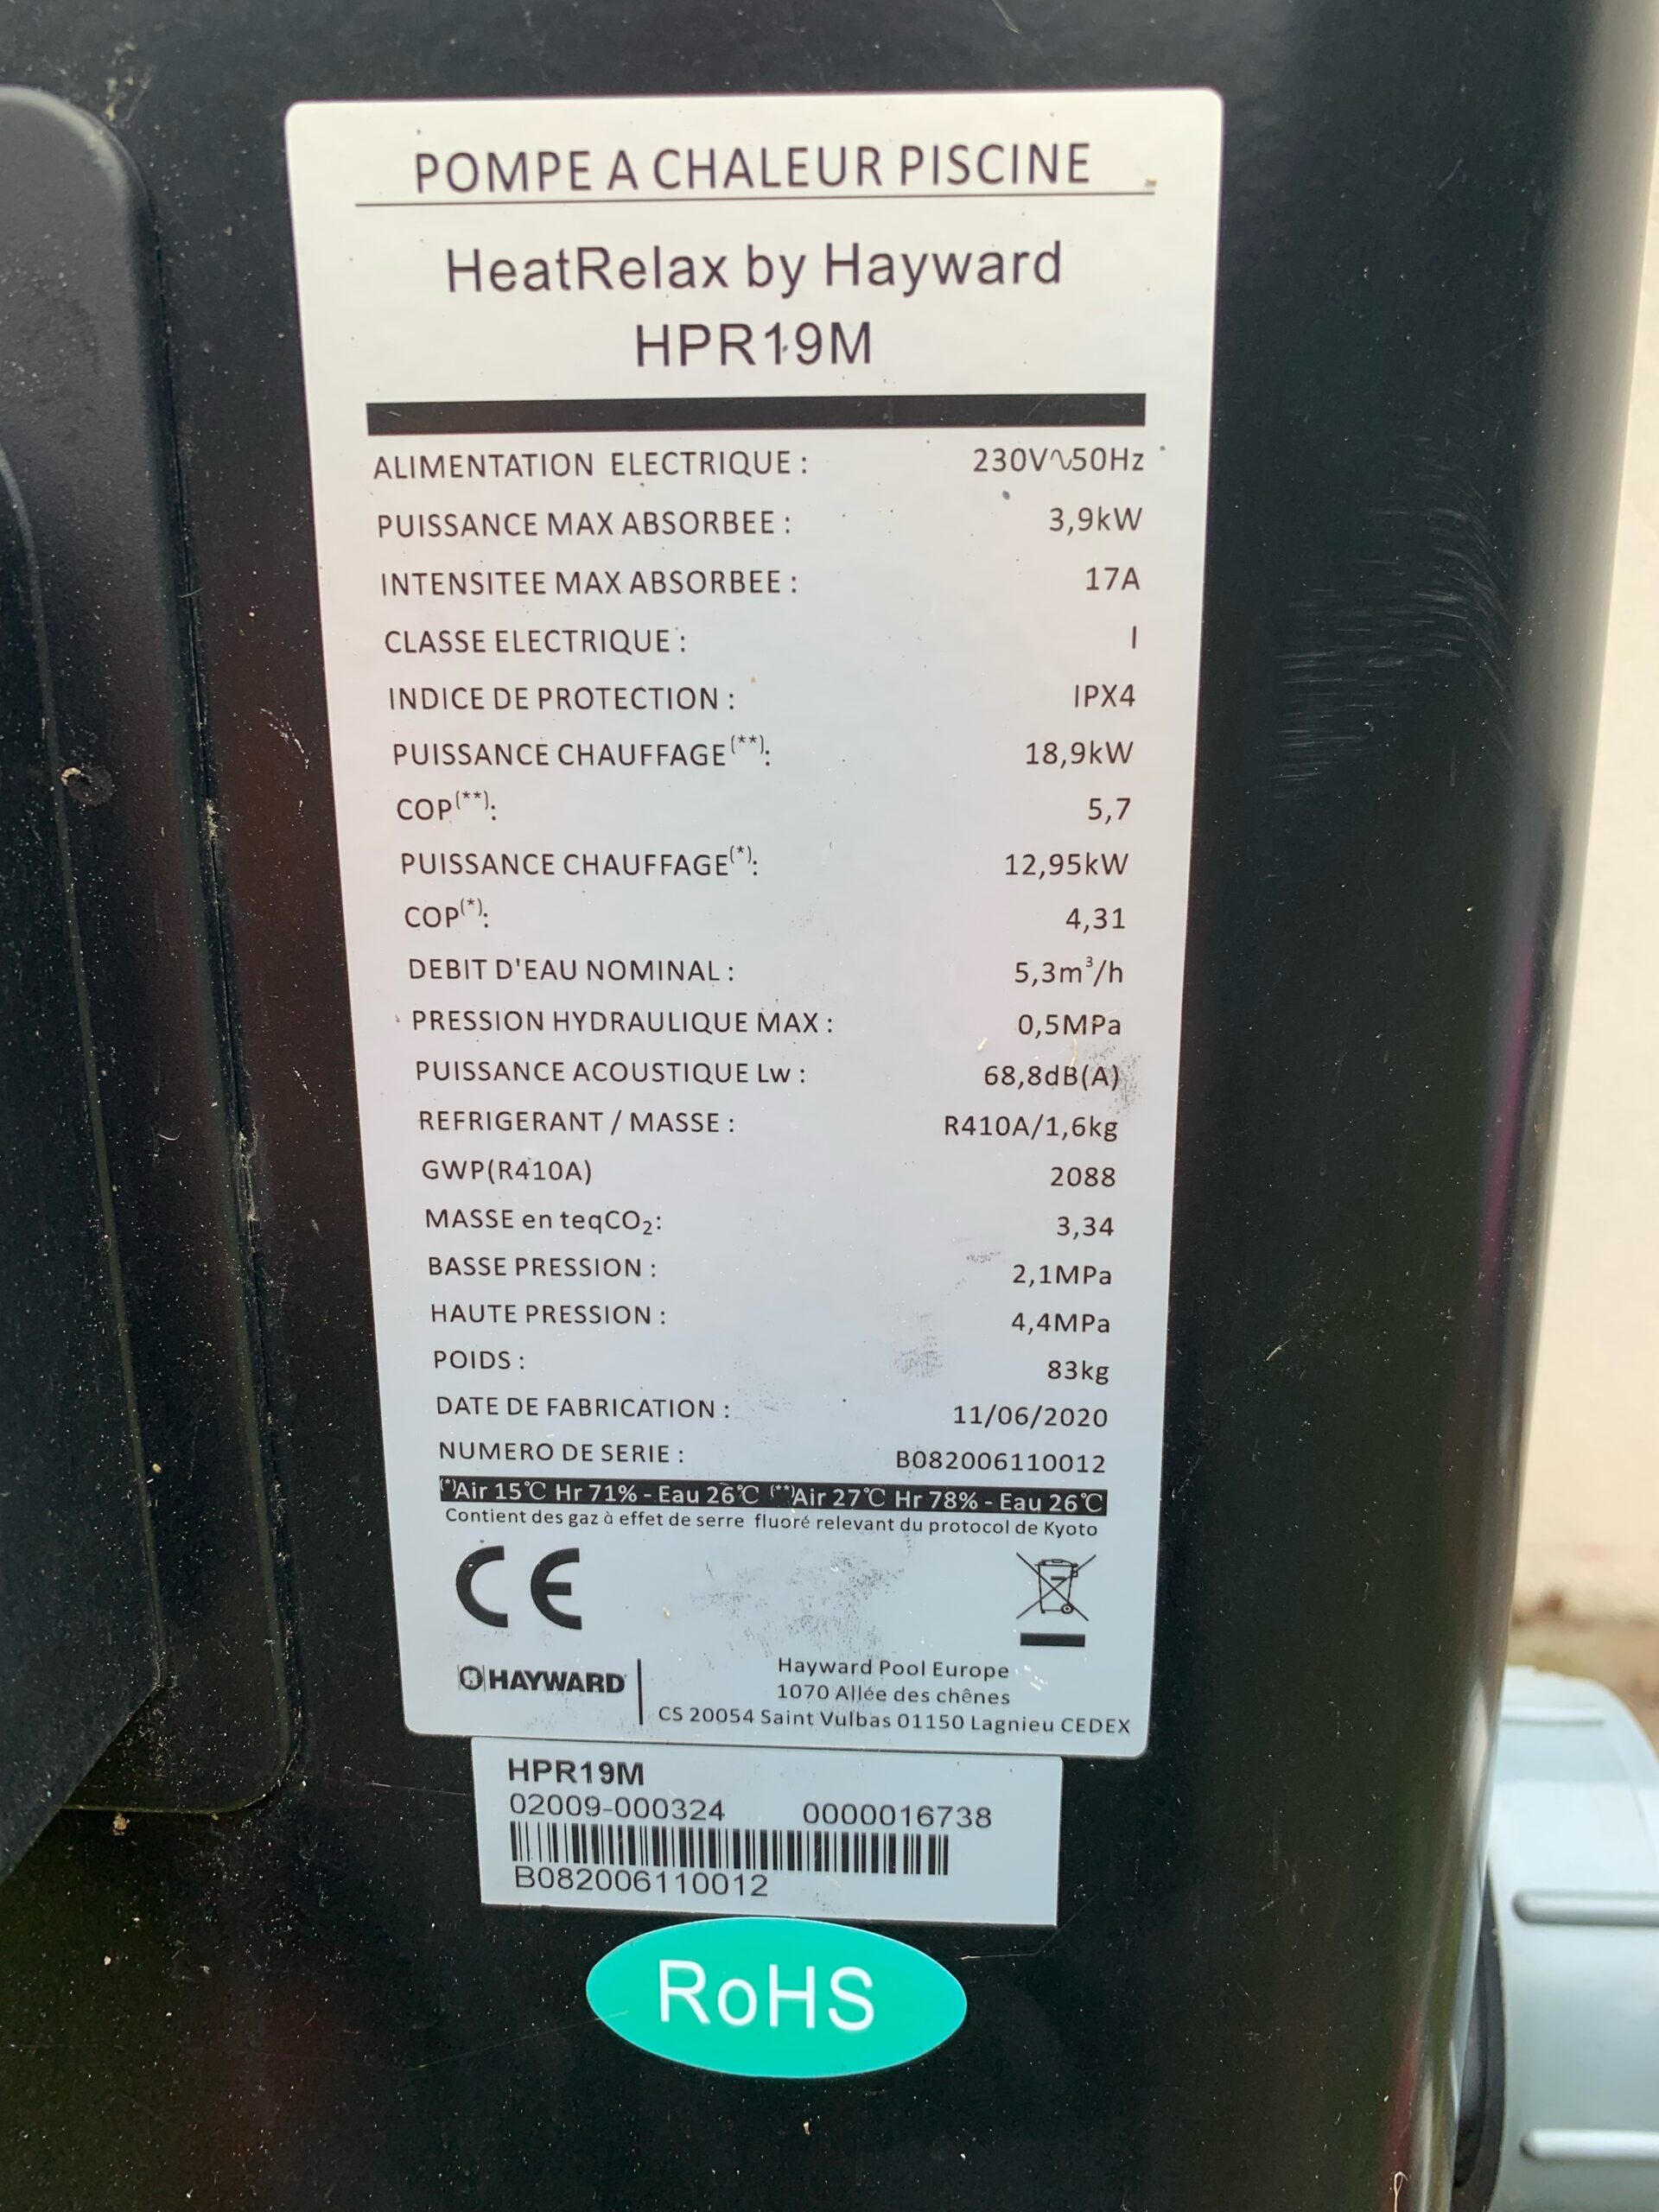 POMPE A CHALEUR PISCINE
HeatRelax by Hayward
HPR19M
ALIMENTATION ELECTRIQUE : 230V∿50Hz
PUISSANCE MAX ABSORBEE : 3,9kW
INTENSITEE MAX ABSORBEE : 17A
CLASSE ELECTRIQUE : I
INDICE DE PROTECTION : IPX4
PUISSANCE CHAUFFAGE(**): 18,9kW
COP(**): 5,7
PUISSANCE CHAUFFAGE(*): 12,95kW
COP(*): 4,31
DEBIT D'EAU NOMINAL : 5,3m³/h
PRESSION HYDRAULIQUE MAX : 0,5MPa
PUISSANCE ACOUSTIQUE Lw : 68,8dB(A)
REFRIGERANT / MASSE : R410A/1,6kg
GWP(R410A) 2088
MASSE en teqCO₂: 3,34
BASSE PRESSION : 2,1MPa
HAUTE PRESSION : 4,4MPa
POIDS : 83kg
DATE DE FABRICATION : 11/06/2020
NUMERO DE SERIE : B082006110012
(*)Air 15℃ Hr 71% - Eau 26℃ (**)Air 27℃ Hr 78% - Eau 26℃
Contient des gaz à effet de serre fluoré relevant du protocol de Kyoto
CE
HAYWARD
Hayward Pool Europe
1070 Allée des chênes
CS 20054 Saint Vulbas 01150 Lagnieu CEDEX
HPR19M
02009-000324 0000016738
B082006110012
RoHS